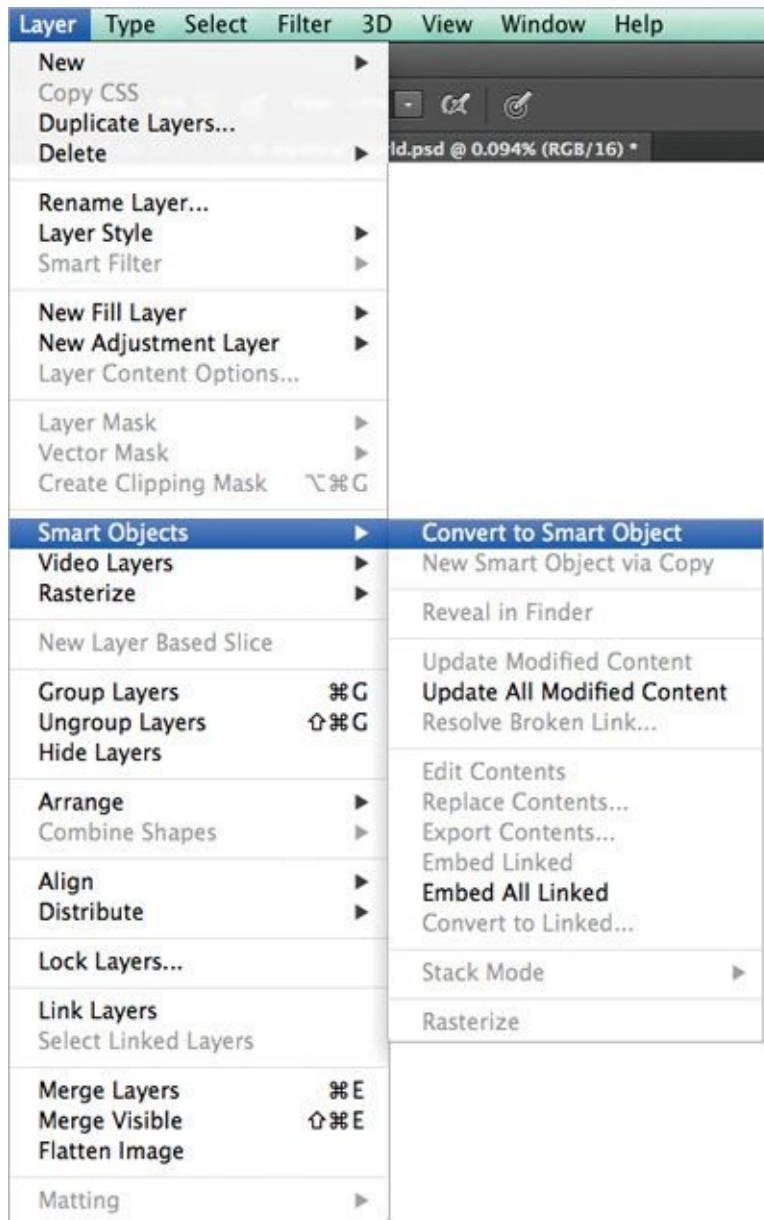 Layer Type Select Filter 3D View Window Help
New
Copy CSS
Duplicate Layers...
Delete
ld.psd @ 0.094% (RGB/16) *
Rename Layer...
Layer Style
Smart Filter
New Fill Layer
New Adjustment Layer
Layer Content Options...
Layer Mask
Vector Mask
Create Clipping Mask ⌥⌘G
Smart Objects
Video Layers
Rasterize
New Layer Based Slice
Group Layers ⌘G
Ungroup Layers ⇧⌘G
Hide Layers
Arrange
Combine Shapes
Align
Distribute
Lock Layers...
Link Layers
Select Linked Layers
Merge Layers ⌘E
Merge Visible ⇧⌘E
Flatten Image
Matting
Convert to Smart Object
New Smart Object via Copy
Reveal in Finder
Update Modified Content
Update All Modified Content
Resolve Broken Link...
Edit Contents
Replace Contents...
Export Contents...
Embed Linked
Embed All Linked
Convert to Linked...
Stack Mode
Rasterize